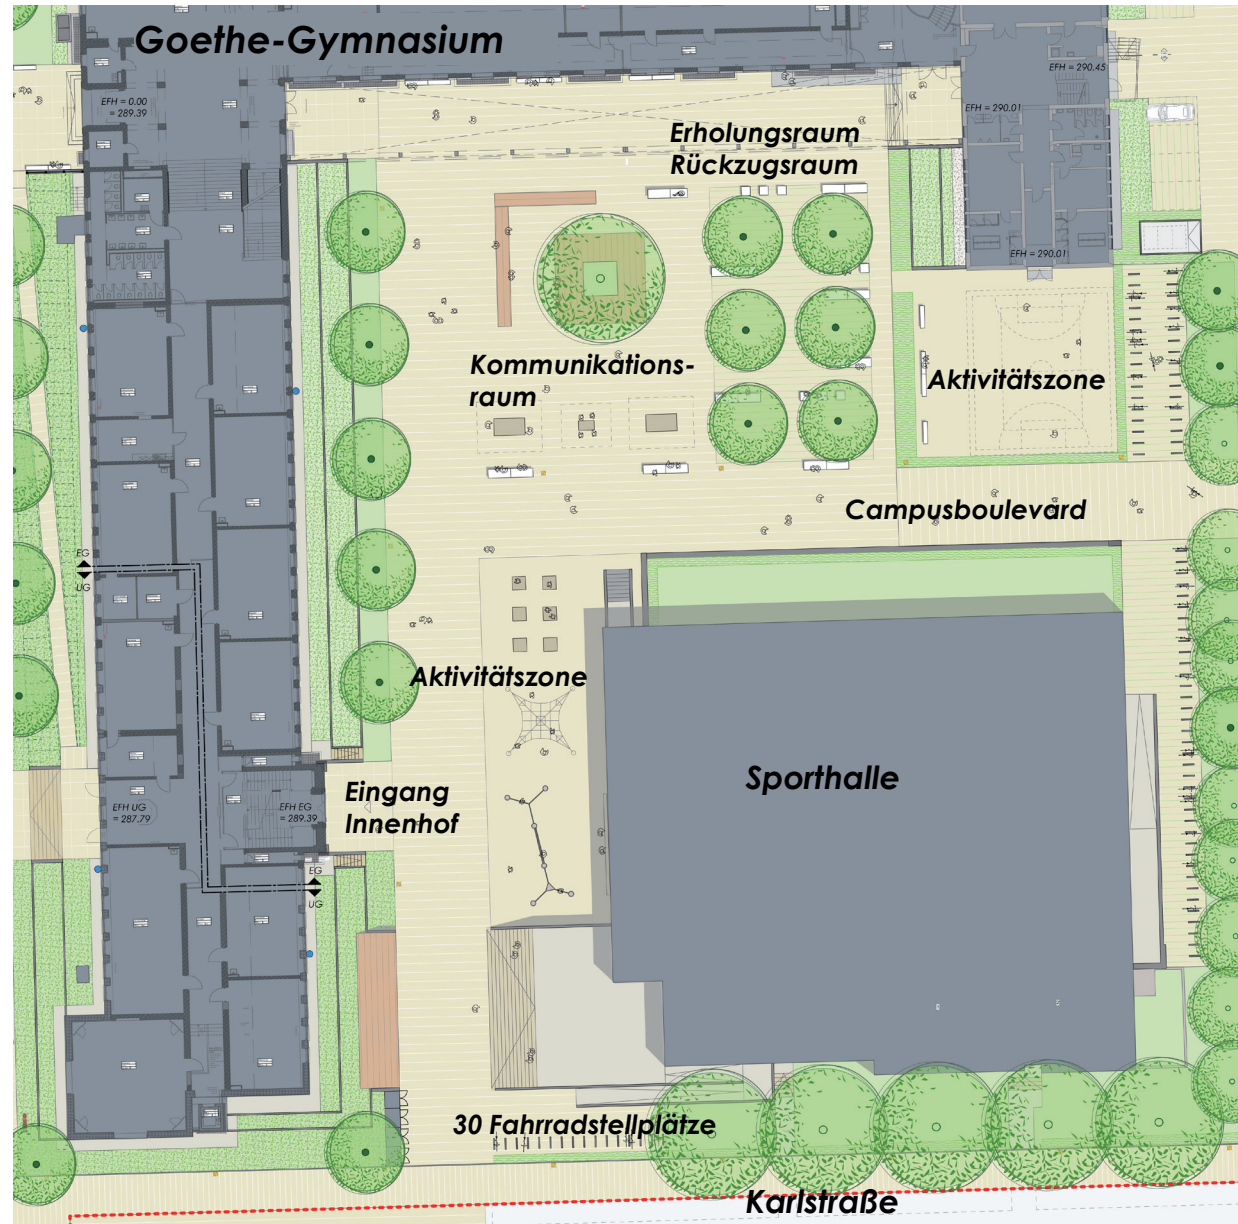 Goethe-Gymnasium
EFH = 290.45
EFH = 0.00
= 289.39
EFH = 290.01
Erholungsraum
Rückzugsraum
EFH = 290.01
Kommunikations-
raum
Aktivitätszone
Campusboulevard
EG
UG
Aktivitätszone
Sporthalle
Eingang
Innenhof
EFH UG
= 287.79
EFH EG
= 289.39
EG
UG
30 Fahrradstellplätze
Karlstraße